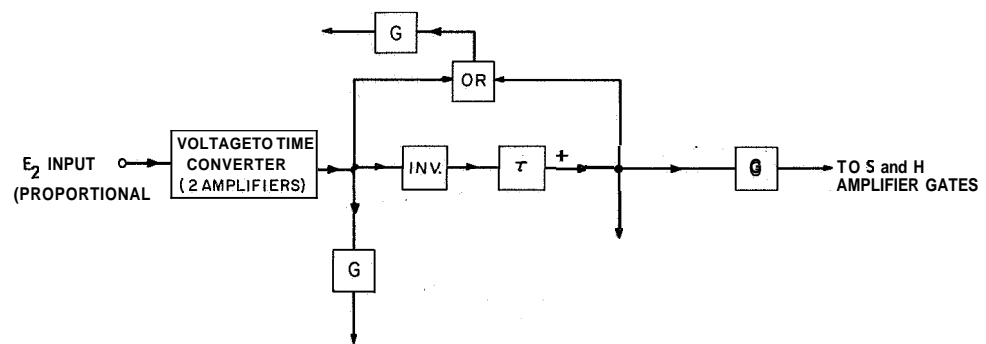 G
OR
E2 INPUT
(PROPORTIONAL
VOLTAGETO TIME
CONVERTER
(2 AMPLIFIERS)
INV.
τ
+
G
TO S and H
AMPLIFIER GATES
G